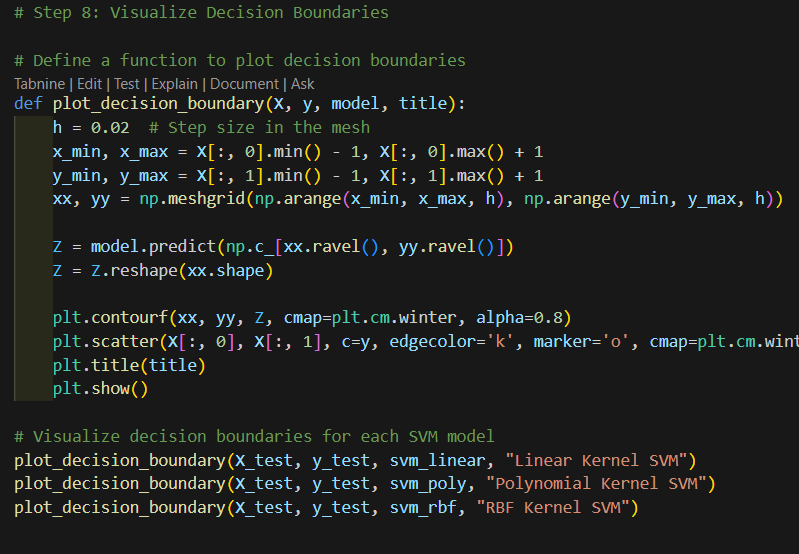 # Step 8: Visualize Decision Boundaries
# Define a function to plot decision boundaries
Tabnine | Edit | Test | Explain | Document | Ask
def plot_decision_boundary(X, y, model, title):
    h = 0.02  # Step size in the mesh
    x_min, x_max = X[:, 0].min() - 1, X[:, 0].max() + 1
    y_min, y_max = X[:, 1].min() - 1, X[:, 1].max() + 1
    xx, yy = np.meshgrid(np.arange(x_min, x_max, h), np.arange(y_min, y_max, h))
    Z = model.predict(np.c_[xx.ravel(), yy.ravel()])
    Z = Z.reshape(xx.shape)
    plt.contourf(xx, yy, Z, cmap=plt.cm.winter, alpha=0.8)
    plt.scatter(X[:, 0], X[:, 1], c=y, edgecolor='k', marker='o', cmap=plt.cm.wint
    plt.title(title)
    plt.show()
# Visualize decision boundaries for each SVM model
plot_decision_boundary(X_test, y_test, svm_linear, "Linear Kernel SVM")
plot_decision_boundary(X_test, y_test, svm_poly, "Polynomial Kernel SVM")
plot_decision_boundary(X_test, y_test, svm_rbf, "RBF Kernel SVM")